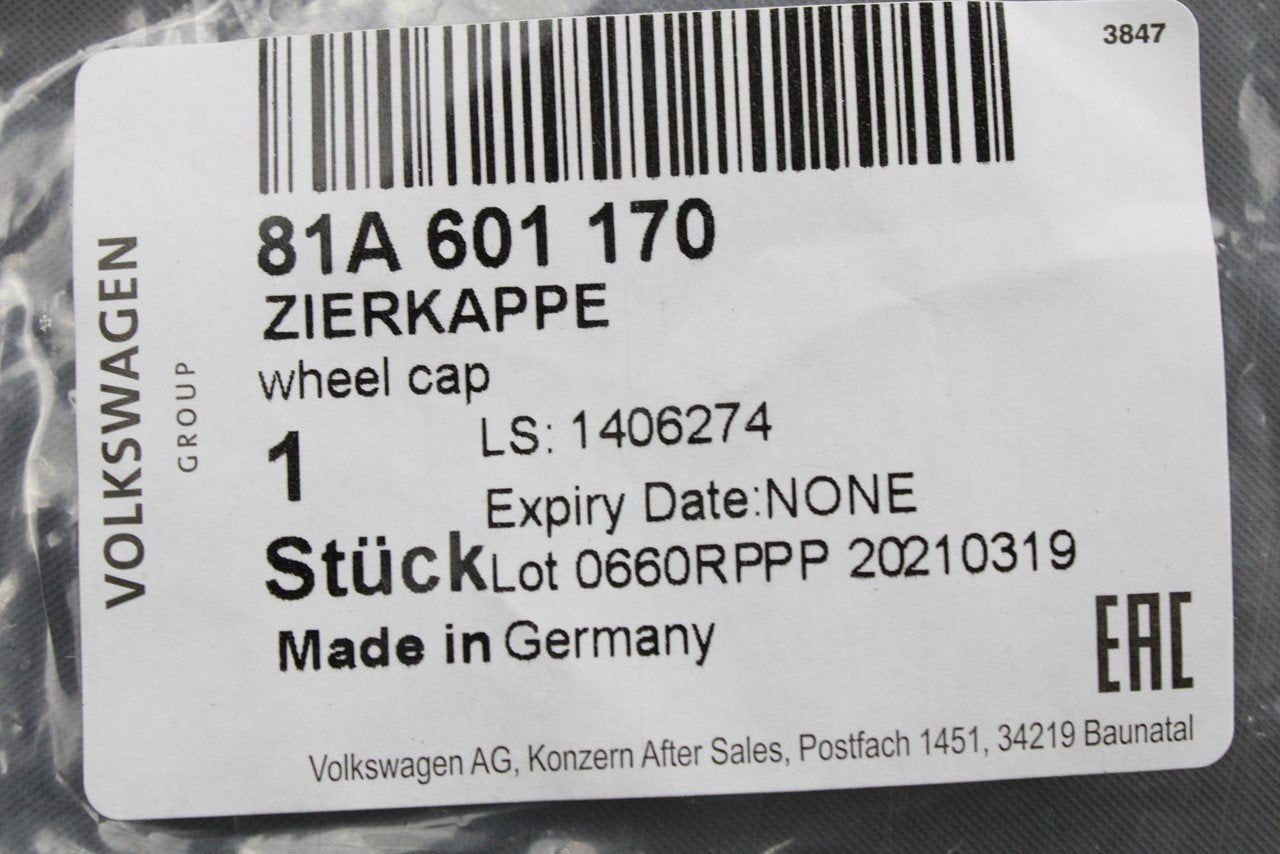 3847
81A 601 170
ZIERKAPPE
wheel cap
1
LS: 1406274
Expiry Date:NONE
Stück Lot 0660RPPP 20210319
Made in Germany
EAC
Volkswagen AG, Konzern After Sales, Postfach 1451, 34219 Baunatal
VOLKSWAGEN
GROUP